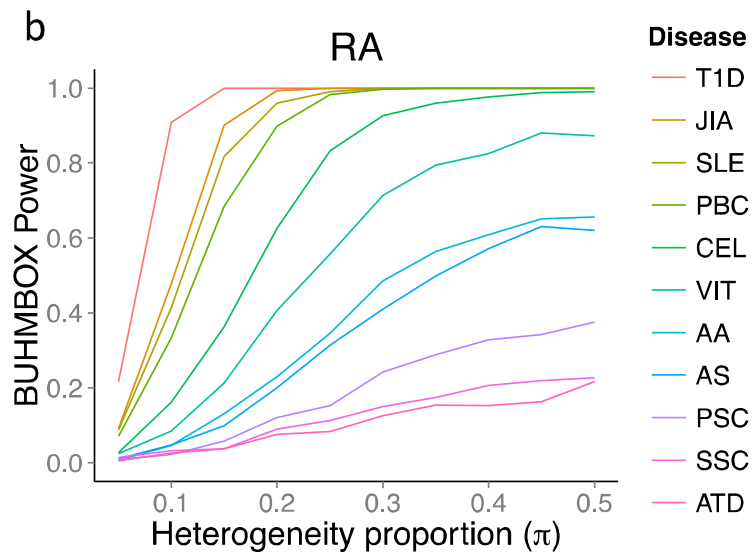 b
RA
BUHMBOX Power
1.0
0.8
0.6
0.4
0.2
0.0
0.1
0.2
0.3
0.4
0.5
Heterogeneity proportion (π)
Disease
T1D
JIA
SLE
PBC
CEL
VIT
AA
AS
PSC
SSC
ATD